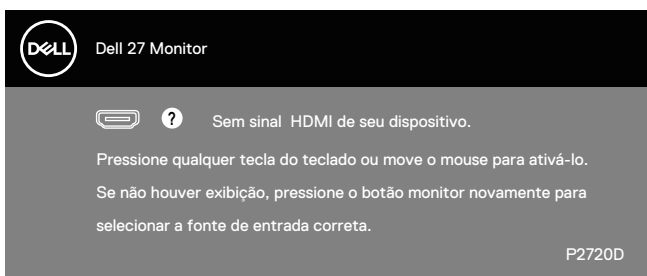 DELL Dell 27 Monitor
? Sem sinal HDMI de seu dispositivo.
Pressione qualquer tecla do teclado ou move o mouse para ativá-lo.
Se não houver exibição, pressione o botão monitor novamente para
selecionar a fonte de entrada correta.
P2720D